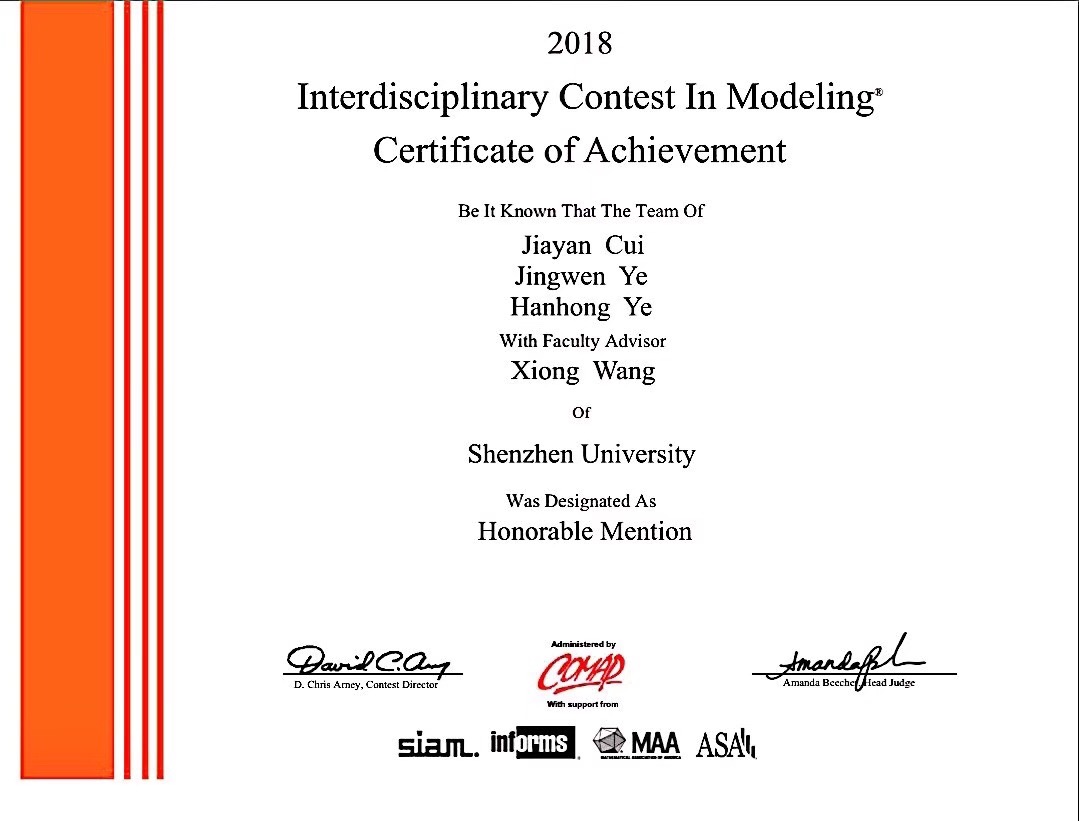 2018
Interdisciplinary Contest In Modeling®
Certificate of Achievement
Be It Known That The Team Of
Jiayan Cui
Jingwen Ye
Hanhong Ye
With Faculty Advisor
Xiong Wang
Of
Shenzhen University
Was Designated As
Honorable Mention
David C. Arney
D. Chris Arney, Contest Director
Administered by
COMAP
With support from
Amanda Beecher, Head Judge
siam.
informs
MAA
MATHEMATICAL ASSOCIATION OF AMERICA
ASA